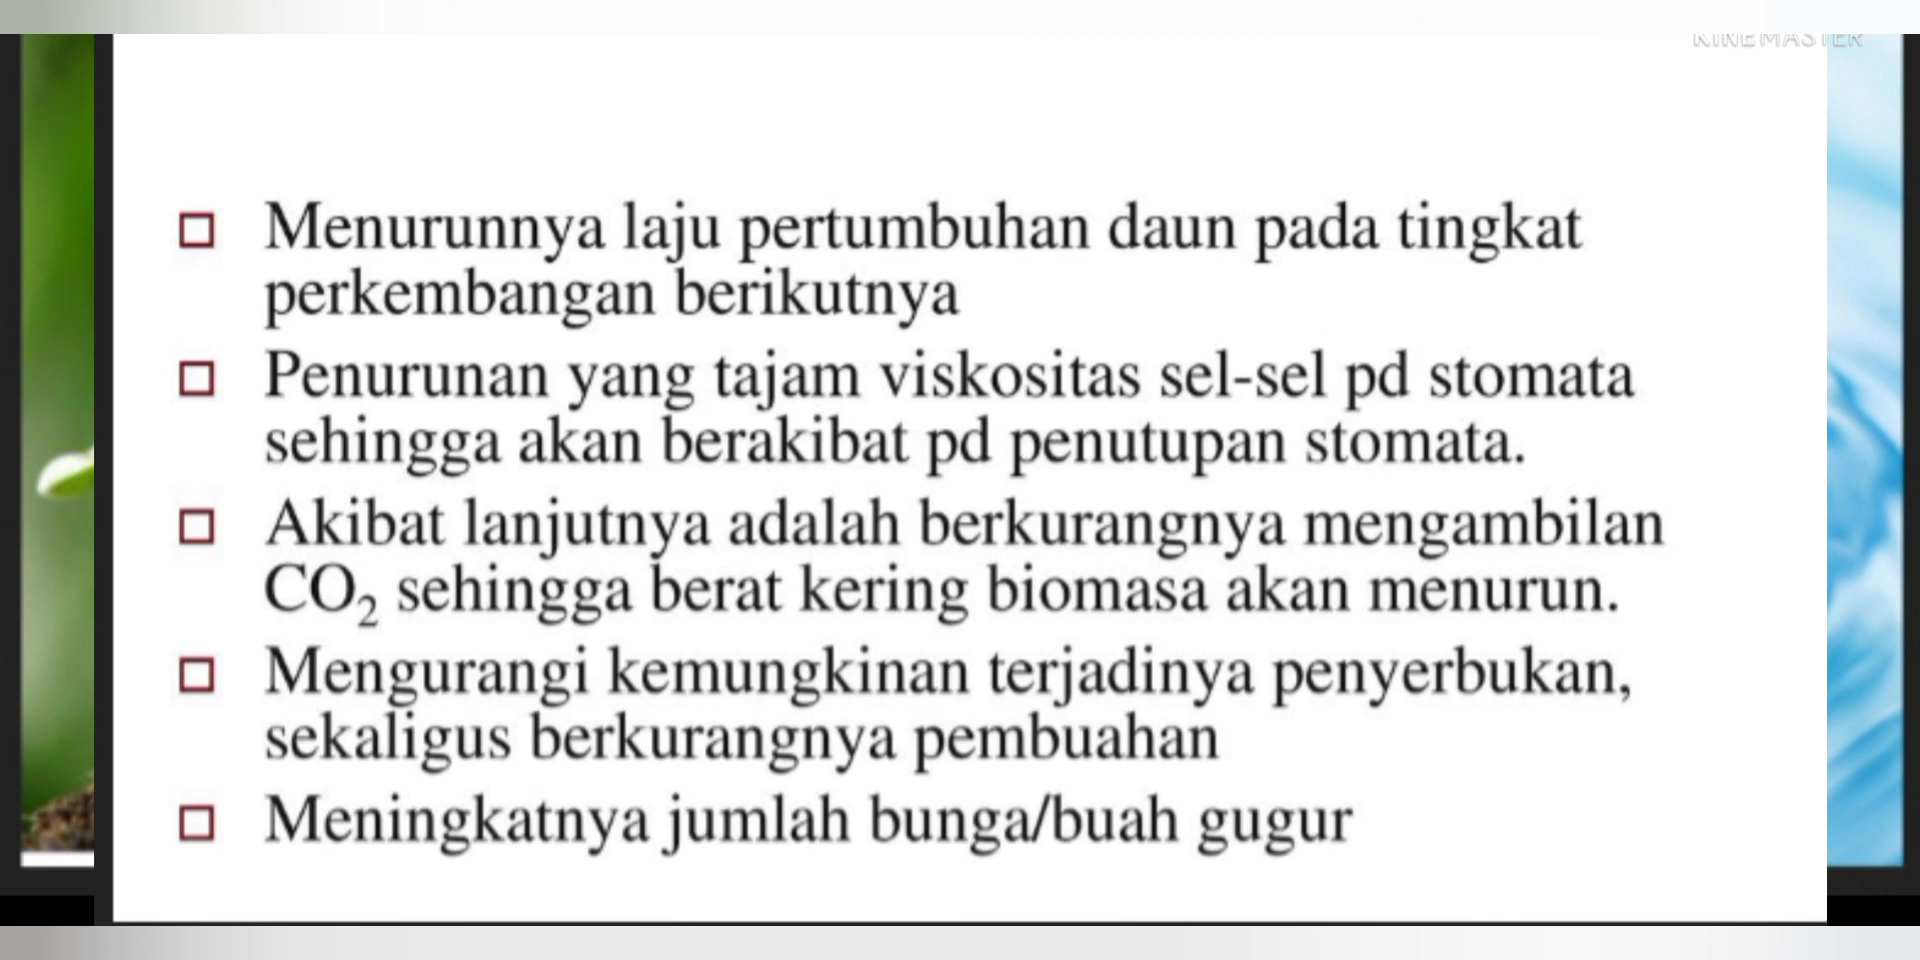 KINEMASTER
Menurunnya laju pertumbuhan daun pada tingkat
perkembangan berikutnya
Penurunan yang tajam viskositas sel-sel pd stomata
sehingga akan berakibat pd penutupan stomata.
Akibat lanjutnya adalah berkurangnya mengambilan
CO₂ sehingga berat kering biomasa akan menurun.
Mengurangi kemungkinan terjadinya penyerbukan,
sekaligus berkurangnya pembuahan
Meningkatnya jumlah bunga/buah gugur